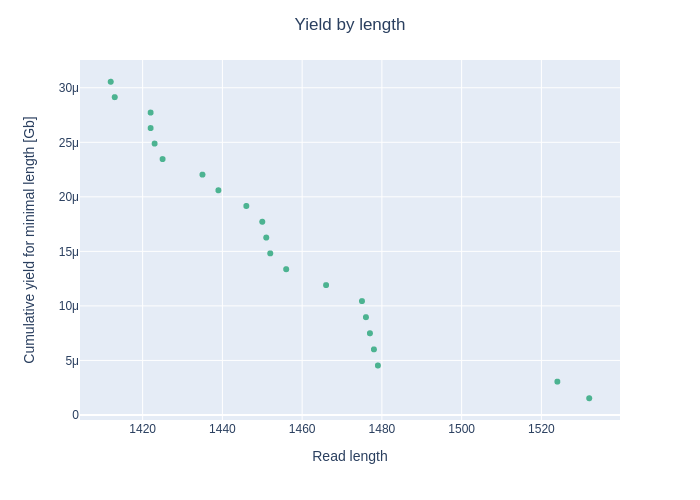 Yield by length
Cumulative yield for minimal length [Gb]
30μ
25μ
20μ
15μ
10μ
5μ
0
1420 1440 1460 1480 1500 1520
Read length